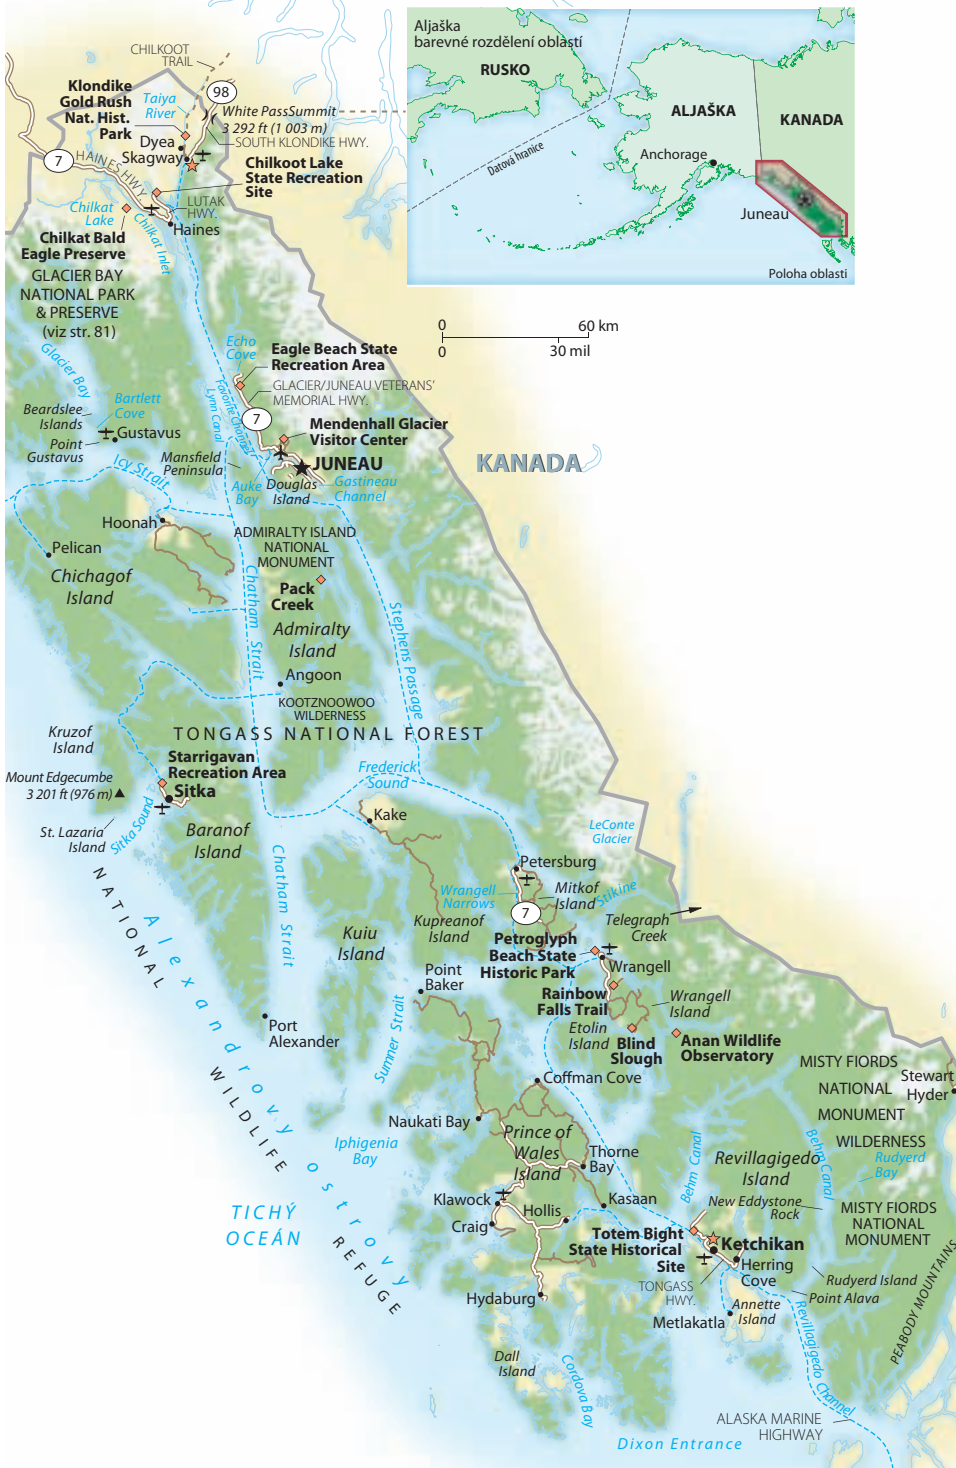 Aljaška
barevné rozdělení oblastí
RUSKO
ALJAŠKA
KANADA
Anchorage
Datová hranice
Juneau
Poloha oblasti
CHILKOOT
TRAIL
Klondike
Gold Rush
Nat. Hist.
Park
Taiya
River
98
White PassSummit
3 292 ft (1 003 m)
SOUTH KLONDIKE HWY.
Dyea
Skagway
7
HAINES HWY.
Chilkoot Lake
State Recreation
Site
LUTAK
HWY.
Chilkat
Lake
Chilkat Inlet
Haines
Chilkat Bald
Eagle Preserve
GLACIER BAY
NATIONAL PARK
& PRESERVE
(viz str. 81)
0
60 km
0
30 mil
Echo
Cove
Eagle Beach State
Recreation Area
Glacier Bay
GLACIER/JUNEAU VETERANS'
MEMORIAL HWY.
Favorite Channel
Lynn Canal
7
Bartlett
Cove
Beardslee
Islands
Gustavus
Point
Gustavus
Mendenhall Glacier
Visitor Center
Mansfield
Peninsula
JUNEAU
KANADA
Icy Strait
Auke
Bay
Douglas
Island
Gastineau
Channel
Hoonah
ADMIRALTY ISLAND
NATIONAL
MONUMENT
Pelican
Chichagof
Island
Chatham Strait
Pack
Creek
Stephens Passage
Admiralty
Island
Angoon
KOOTZNOOWOO
WILDERNESS
Kruzof
Island
TONGASS NATIONAL FOREST
Starrigavan
Recreation Area
Frederick
Sound
Mount Edgecumbe
3 201 ft (976 m)
Sitka
St. Lazaria
Island
Sitka Sound
Baranof
Island
Kake
LeConte
Glacier
Chatham Strait
Petersburg
Wrangell
Narrows
Mitkof
Island
Stikine
7
Kupreanof
Island
Telegraph
Creek
Kuiu
Island
Petroglyph
Beach State
Historic Park
Wrangell
Point
Baker
Rainbow
Falls Trail
Wrangell
Island
Port
Alexander
Sumner Strait
Etolin
Island
Blind
Slough
Anan Wildlife
Observatory
NATIONAL WILDLIFE REFUGE
Alexandrovy ostrovy
Coffman Cove
MISTY FIORDS
NATIONAL
MONUMENT
WILDERNESS
Stewart
Hyder
Naukati Bay
Iphigenia
Bay
Prince of
Wales
Island
Thorne
Bay
Behm Canal
Revillagigedo
Island
Behm Canal
Rudyerd
Bay
Klawock
Kasaan
New Eddystone
Rock
MISTY FIORDS
NATIONAL
MONUMENT
TICHÝ
OCEÁN
Craig
Hollis
Totem Bight
State Historical
Site
Ketchikan
Herring
Cove
Rudyerd Island
TONGASS
HWY.
Point Alava
PEABODY MOUNTAINS
Hydaburg
Annette
Island
Metlakatla
Revillagigedo Channel
Dall
Island
Cordova Bay
ALASKA MARINE
HIGHWAY
Dixon Entrance